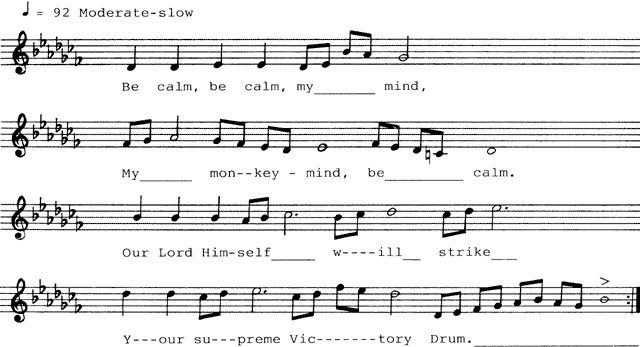 ♩ = 92 Moderate-slow
Be calm, be calm, my_______ mind,
My______ mon--key - mind, be_________ calm.
Our Lord Him-self_____ w----ill__ strike___
Y---our su---preme Vic-------tory Drum.___________________